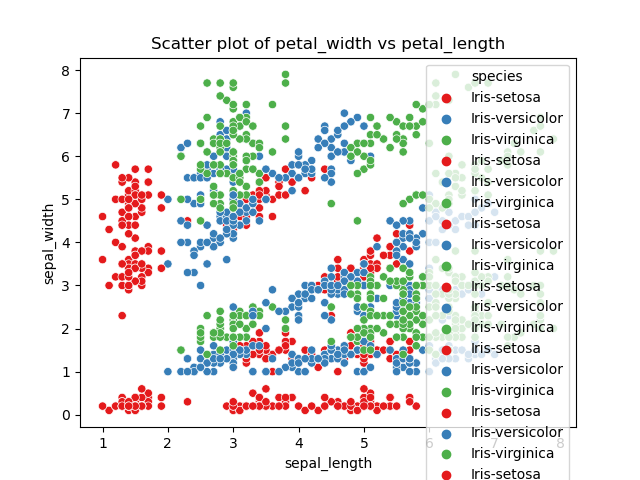 Scatter plot of petal_width vs petal_length
sepal_width
8
7
6
5
4
3
2
1
0
1 2 3 4 5 6 7 8
sepal_length
species
Iris-setosa
Iris-versicolor
Iris-virginica
Iris-setosa
Iris-versicolor
Iris-virginica
Iris-setosa
Iris-versicolor
Iris-virginica
Iris-setosa
Iris-versicolor
Iris-virginica
Iris-setosa
Iris-versicolor
Iris-virginica
Iris-setosa
Iris-versicolor
Iris-virginica
Iris-setosa